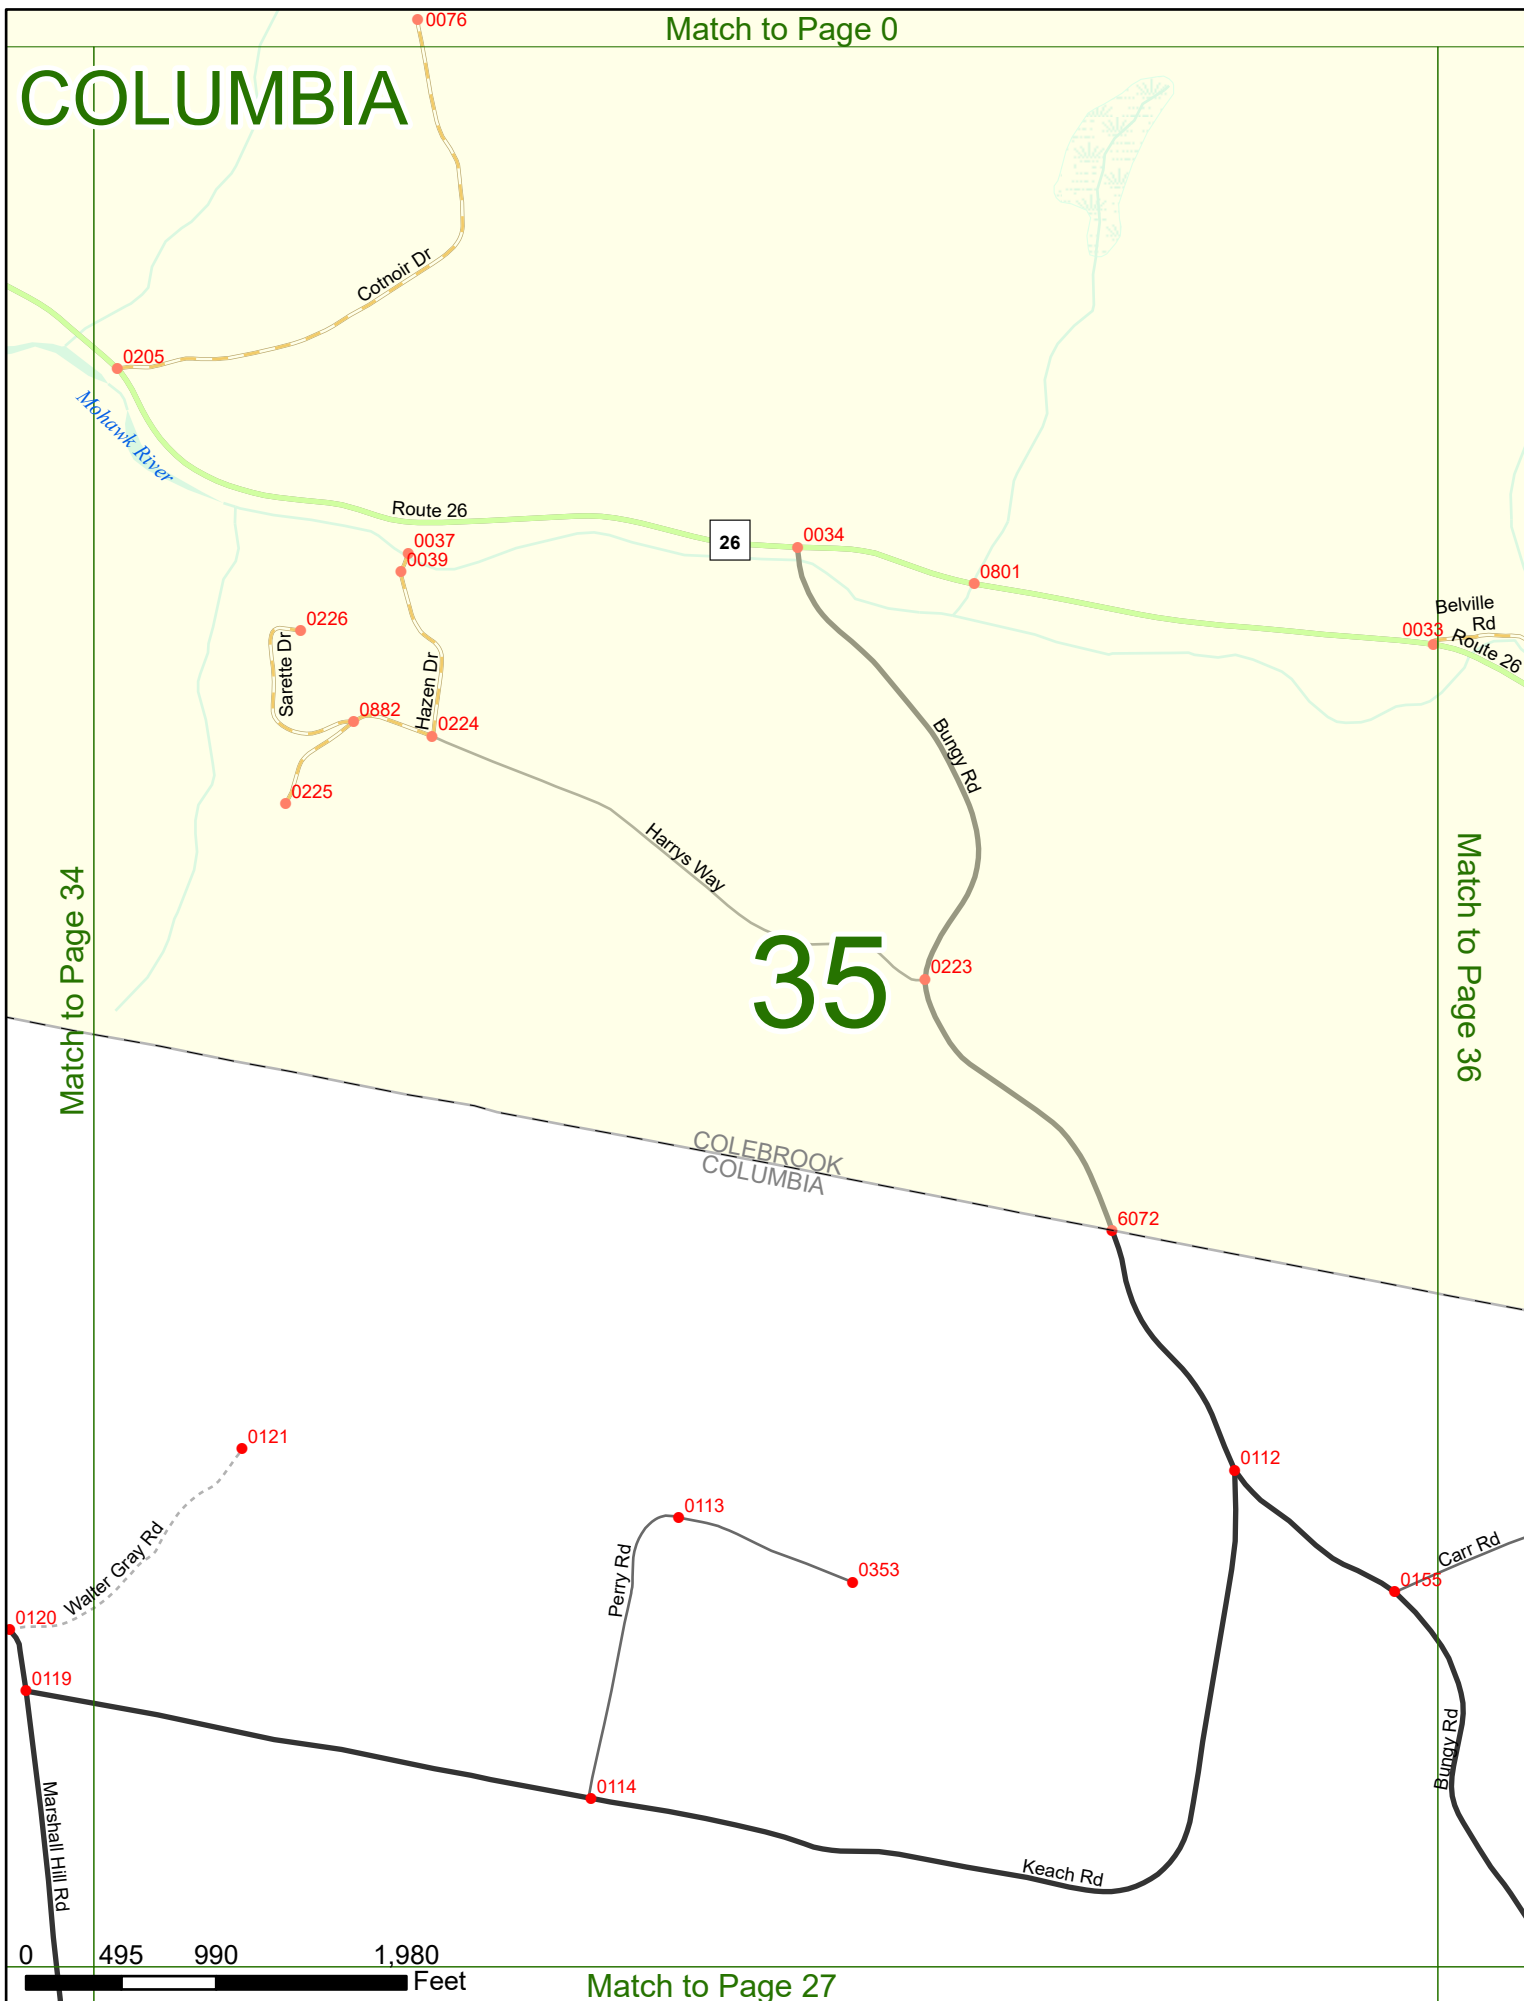 0076
Match to Page 0
COLUMBIA
Cotnoir Dr
0205
Mohawk River
Route 26
26
0034
0037
0039
0801
Belville
Rd
0033
Route 26
0226
Sarette Dr
0882
Hazen Dr
0224
Bungy Rd
0225
Harrys Way
Match to Page 34
Match to Page 36
35
0223
COLEBROOK
COLUMBIA
6072
0121
0112
0113
Walter Gray Rd
Perry Rd
0353
Carr Rd
0155
0120
0119
Bungy Rd
0114
Marshall Hill Rd
Keach Rd
0 495 990 1,980
Feet
Match to Page 27